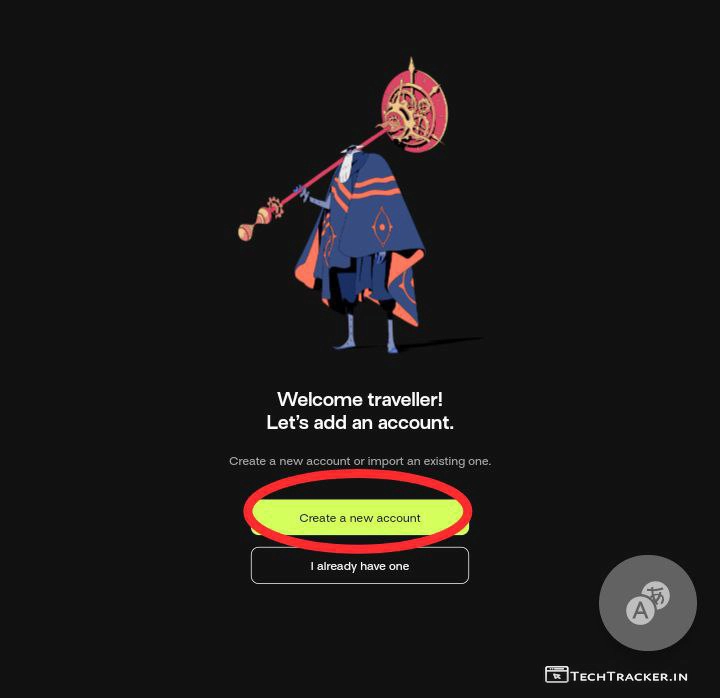 Welcome traveller!
Let's add an account.
Create a new account or import an existing one.
Create a new account
I already have one
A あ
TECHTRACKER.IN